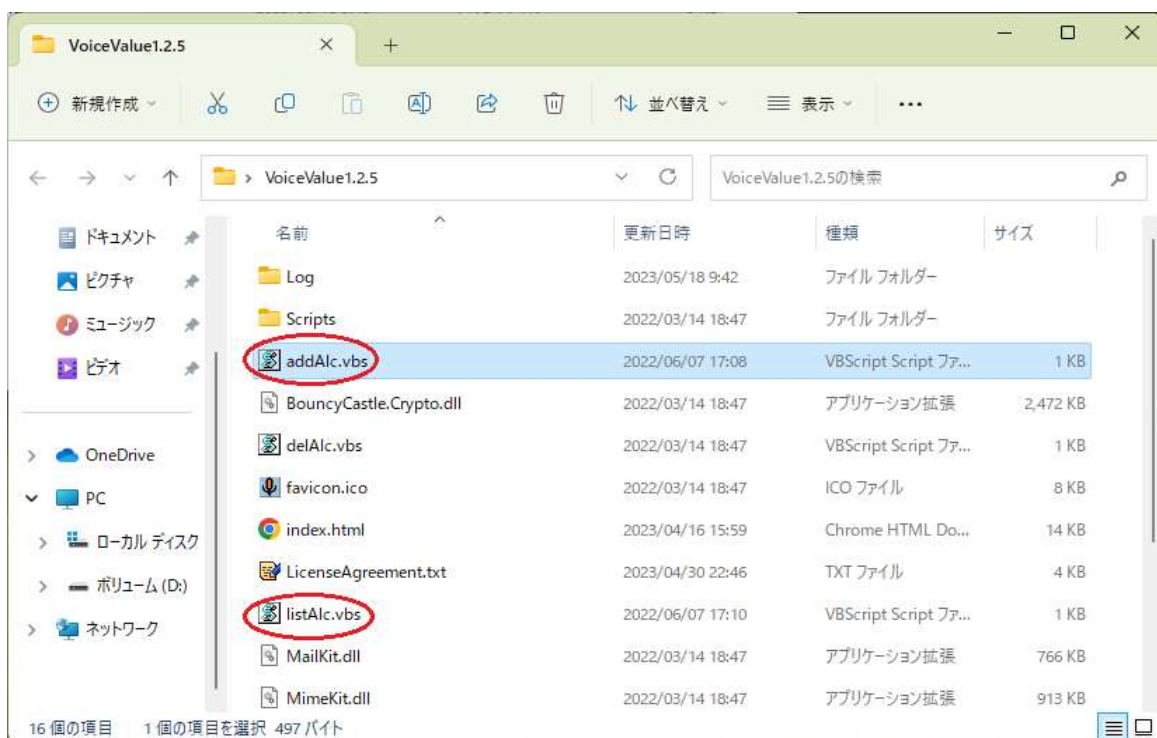 VoiceValue1.2.5
新規作成 並べ替え 表示
VoiceValue1.2.5 VoiceValue1.2.5の検索
名前 更新日時 種類 サイズ
ドキュメント
ピクチャ
ミュージック
ビデオ
OneDrive
PC
ローカル ディスク
ボリューム (D:)
ネットワーク
Log 2023/05/18 9:42 ファイル フォルダー
Scripts 2022/03/14 18:47 ファイル フォルダー
addAlc.vbs 2022/06/07 17:08 VBScript Script ファ... 1 KB
BouncyCastle.Crypto.dll 2022/03/14 18:47 アプリケーション拡張 2,472 KB
delAlc.vbs 2022/03/14 18:47 VBScript Script ファ... 1 KB
favicon.ico 2022/03/14 18:47 ICO ファイル 8 KB
index.html 2023/04/16 15:59 Chrome HTML Do... 14 KB
LicenseAgreement.txt 2023/04/30 22:46 TXT ファイル 4 KB
listAlc.vbs 2022/06/07 17:10 VBScript Script ファ... 1 KB
MailKit.dll 2022/03/14 18:47 アプリケーション拡張 766 KB
MimeKit.dll 2022/03/14 18:47 アプリケーション拡張 913 KB
16 個の項目 1 個の項目を選択 497 バイト